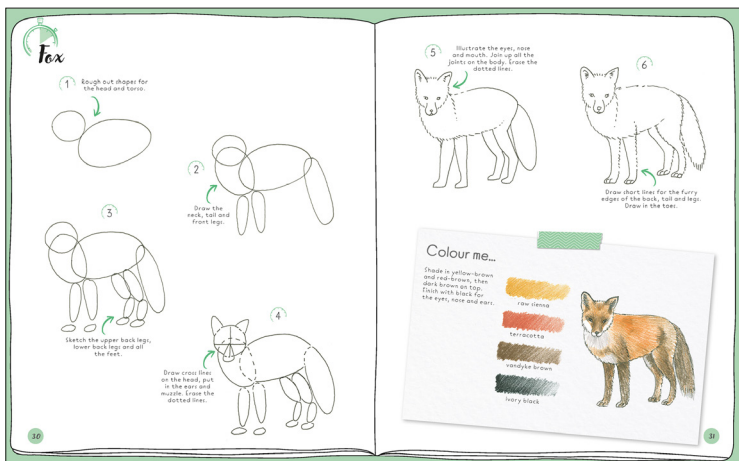 Fox
1
Rough out shapes for
the head and torso.
2
Draw the
neck, tail and
front legs.
3
Sketch the upper back legs,
lower back legs and all
the feet.
4
Draw cross lines
on the head, put
in the ears and
muzzle. Erase the
dotted lines.
30
5
Illustrate the eyes, nose
and mouth. Join up all the
joints on the body. Erase the
dotted lines.
6
Draw short lines for the furry
edges of the back, tail and legs.
Draw in the toes.
Colour me...
Shade in yellow-brown
and red-brown, then
dark brown on top.
Finish with black for
the eyes, nose and ears.
raw sienna
terracotta
vandyke brown
ivory black
31